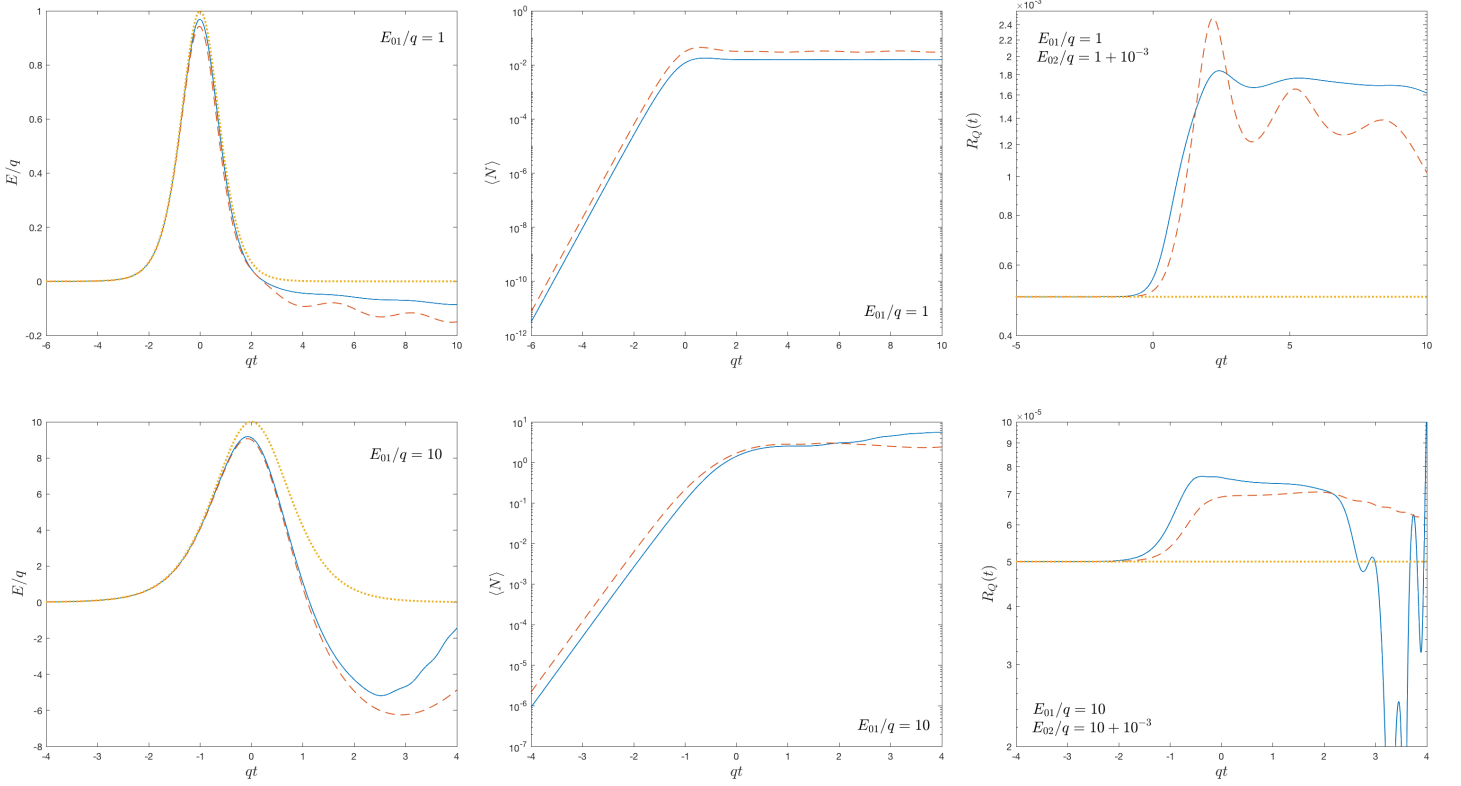 1
0.8
0.6
0.4
0.2
0
-0.2
E/q
E₀₁/q = 1
-6 -4 -2 0 2 4 6 8 10
qt
10⁰
10⁻²
10⁻⁴
10⁻⁶
10⁻⁸
10⁻¹⁰
10⁻¹²
⟨N⟩
E₀₁/q = 1
-6 -4 -2 0 2 4 6 8 10
qt
×10⁻³
2.4
2.2
2
1.8
1.6
1.4
1.2
1
0.8
0.6
0.4
R_Q(t)
E₀₁/q = 1
E₀₂/q = 1 + 10⁻³
-5 0 5 10
qt
10
8
6
4
2
0
-2
-4
-6
-8
E/q
E₀₁/q = 10
-4 -3 -2 -1 0 1 2 3 4
qt
10¹
10⁰
10⁻¹
10⁻²
10⁻³
10⁻⁴
10⁻⁵
10⁻⁶
10⁻⁷
⟨N⟩
E₀₁/q = 10
-4 -3 -2 -1 0 1 2 3 4
qt
×10⁻⁵
10
9
8
7
6
5
4
3
2
R_Q(t)
E₀₁/q = 10
E₀₂/q = 10 + 10⁻³
-4 -3 -2 -1 0 1 2 3 4
qt